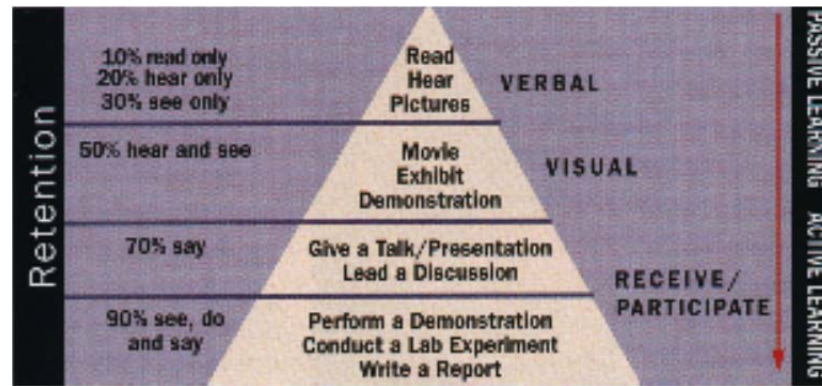 Retention
10% read only
20% hear only
30% see only
Read
Hear
Pictures
VERBAL
50% hear and see
Movie
Exhibit
Demonstration
VISUAL
70% say
Give a Talk/Presentation
Lead a Discussion
RECEIVE/
PARTICIPATE
90% see, do
and say
Perform a Demonstration
Conduct a Lab Experiment
Write a Report
PASSIVE LEARNING
ACTIVE LEARNING